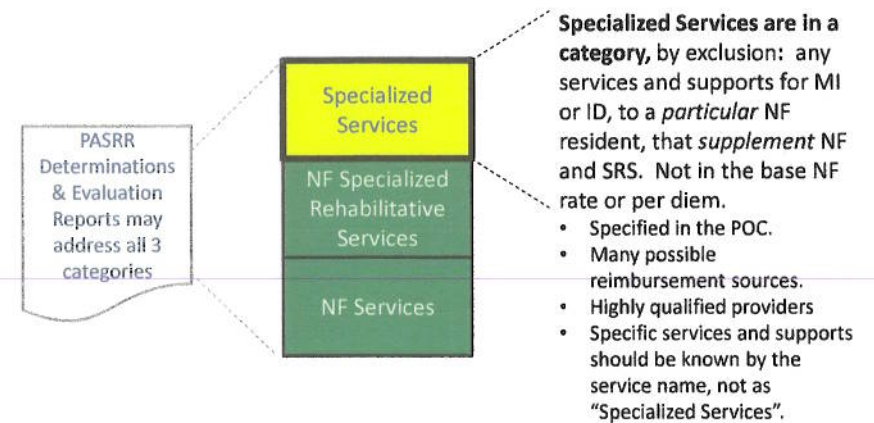 PASRR
Determinations
& Evaluation
Reports may
address all 3
categories
Specialized
Services
NF Specialized
Rehabilitative
Services
NF Services
Specialized Services are in a
category, by exclusion: any
services and supports for MI
or ID, to a particular NF
resident, that supplement NF
and SRS. Not in the base NF
rate or per diem.
• Specified in the POC.
• Many possible
reimbursement sources.
• Highly qualified providers
• Specific services and supports
should be known by the
service name, not as
“Specialized Services”.